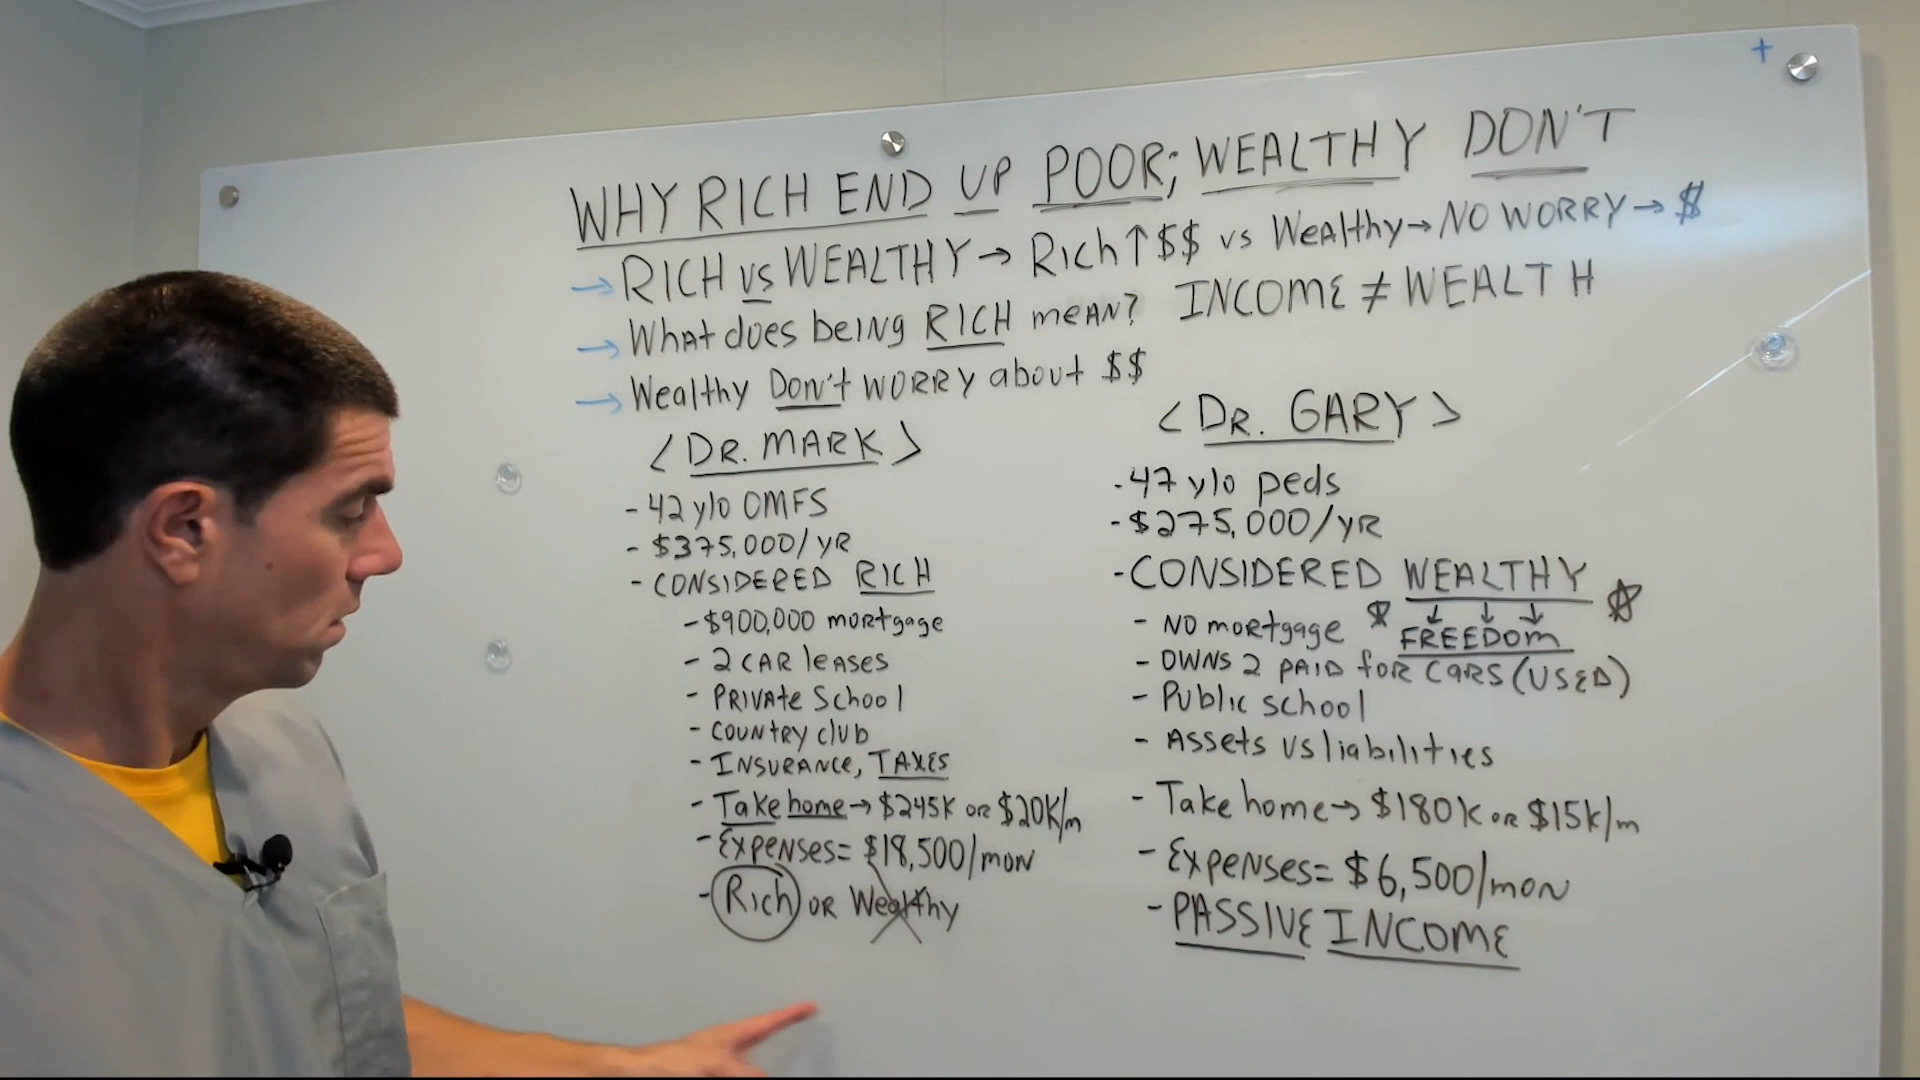 WHY RICH END UP POOR; WEALTHY DON'T
→ RICH vs WEALTHY → Rich ↑ $$ vs Wealthy → NO WORRY → $
→ What does being RICH mean? INCOME ≠ WEALTH
→ Wealthy Don't WORRY about $$
< DR. MARK >
- 42 y/o OMFS
- $375,000/YR
- CONSIDERED RICH
- $900,000 mortgage
- 2 CAR leases
- PRIVATE School
- Country club
- INSURANCE, TAXES
- Take home → $245K or $20K/m
- Expenses = $18,500/mon
- Rich OR Wealthy
< DR. GARY >
- 47 y/o peds
- $275,000/YR
- CONSIDERED WEALTHY
- NO mortgage
FREEDOM
- OWNS 2 PAID for CARS (USED)
- Public school
- Assets vs liabilities
- Take home → $180K or $15K/m
- Expenses = $6,500/mon
- PASSIVE INCOME